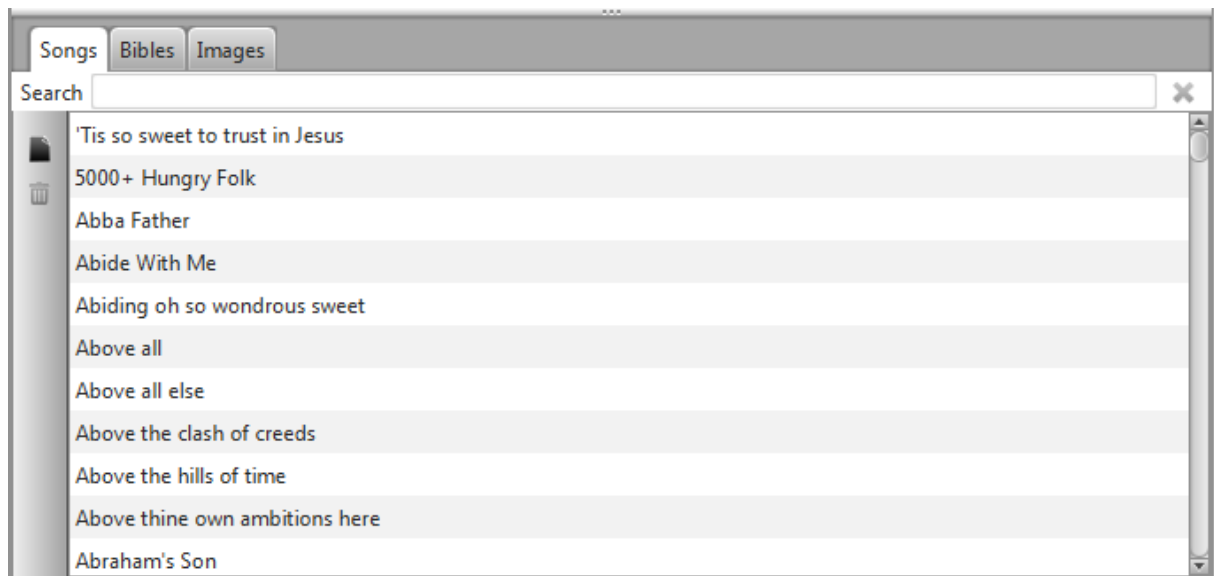 Songs Bibles Images
Search
'Tis so sweet to trust in Jesus
5000+ Hungry Folk
Abba Father
Abide With Me
Abiding oh so wondrous sweet
Above all
Above all else
Above the clash of creeds
Above the hills of time
Above thine own ambitions here
Abraham's Son